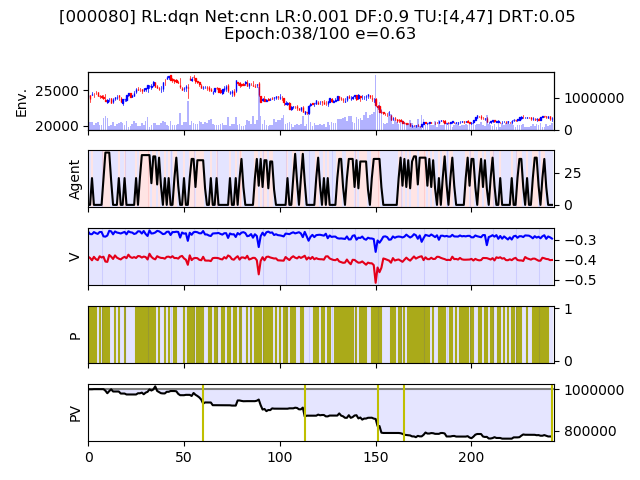 [000080] RL:dqn Net:cnn LR:0.001 DF:0.9 TU:[4,47] DRT:0.05
Epoch:038/100 e=0.63
Env.
25000
20000
1000000
0
Agent
25
0
V
−0.3
−0.4
−0.5
P
1
0
PV
1000000
800000
0 50 100 150 200